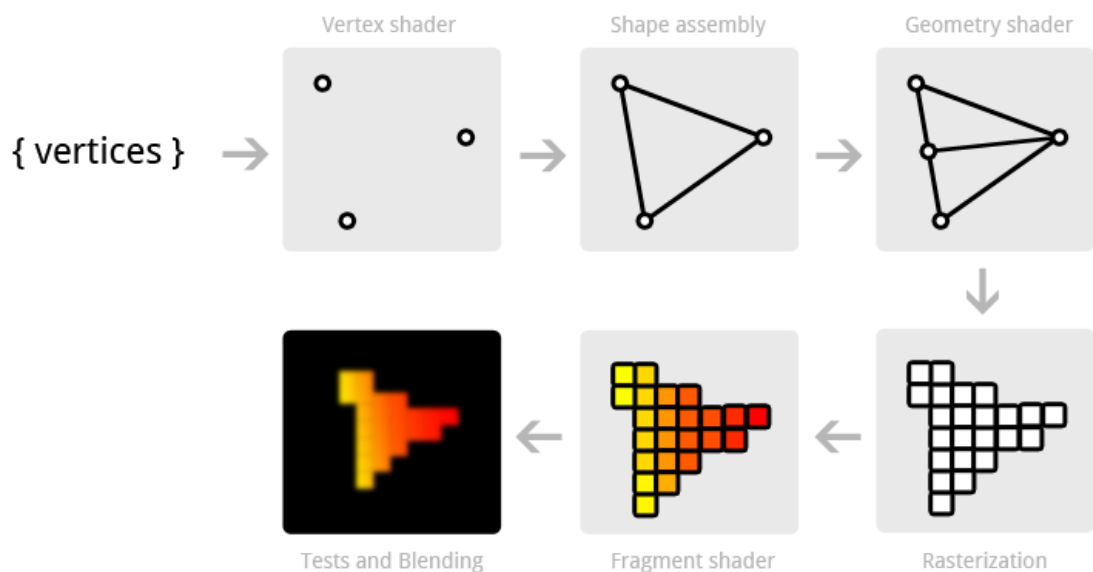 Vertex shader
Shape assembly
Geometry shader
{ vertices }
Tests and Blending
Fragment shader
Rasterization